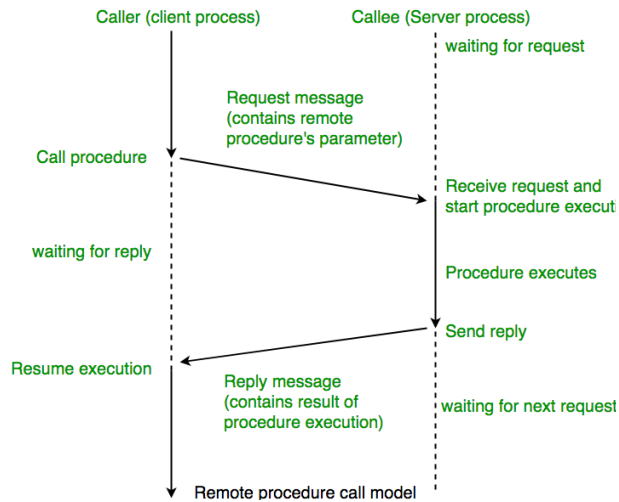 Caller (client process)
Callee (Server process)
waiting for request
Request message
(contains remote
procedure's parameter)
Call procedure
Receive request and
start procedure executi
waiting for reply
Procedure executes
Send reply
Resume execution
Reply message
(contains result of
procedure execution)
waiting for next request
Remote procedure call model